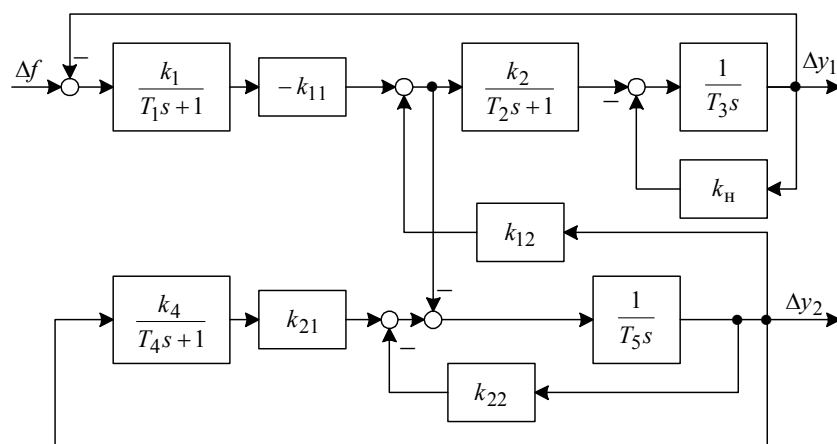 −
Δf
k₁
T₁s+1
−k₁₁
k₂
T₂s+1
−
1
T₃s
Δy₁
kн
k₁₂
k₄
T₄s+1
k₂₁
−
−
1
T₅s
Δy₂
k₂₂